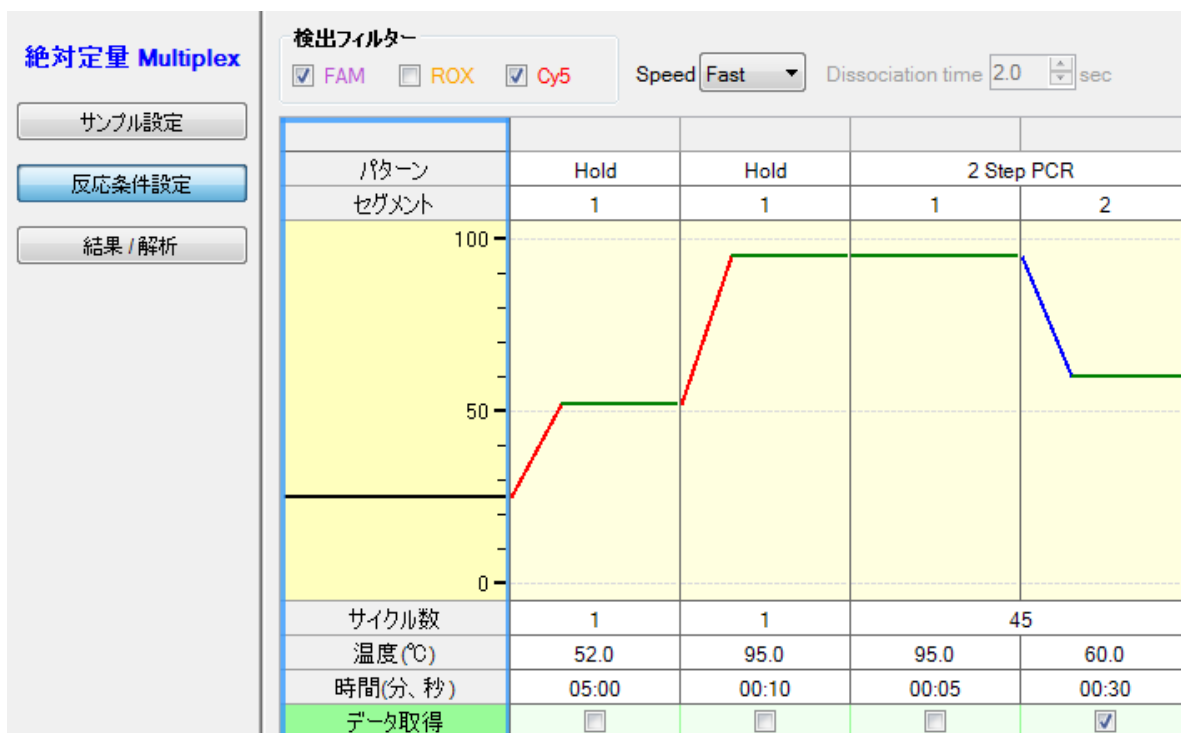 絶対定量 Multiplex
サンプル設定
反応条件設定
結果 / 解析
検出フィルター
FAM ROX Cy5
Speed Fast Dissociation time 2.0 sec
パターン Hold Hold 2 Step PCR
セグメント 1 1 1 2
100
50
0
サイクル数 1 1 45
温度(℃) 52.0 95.0 95.0 60.0
時間(分、秒) 05:00 00:10 00:05 00:30
データ取得